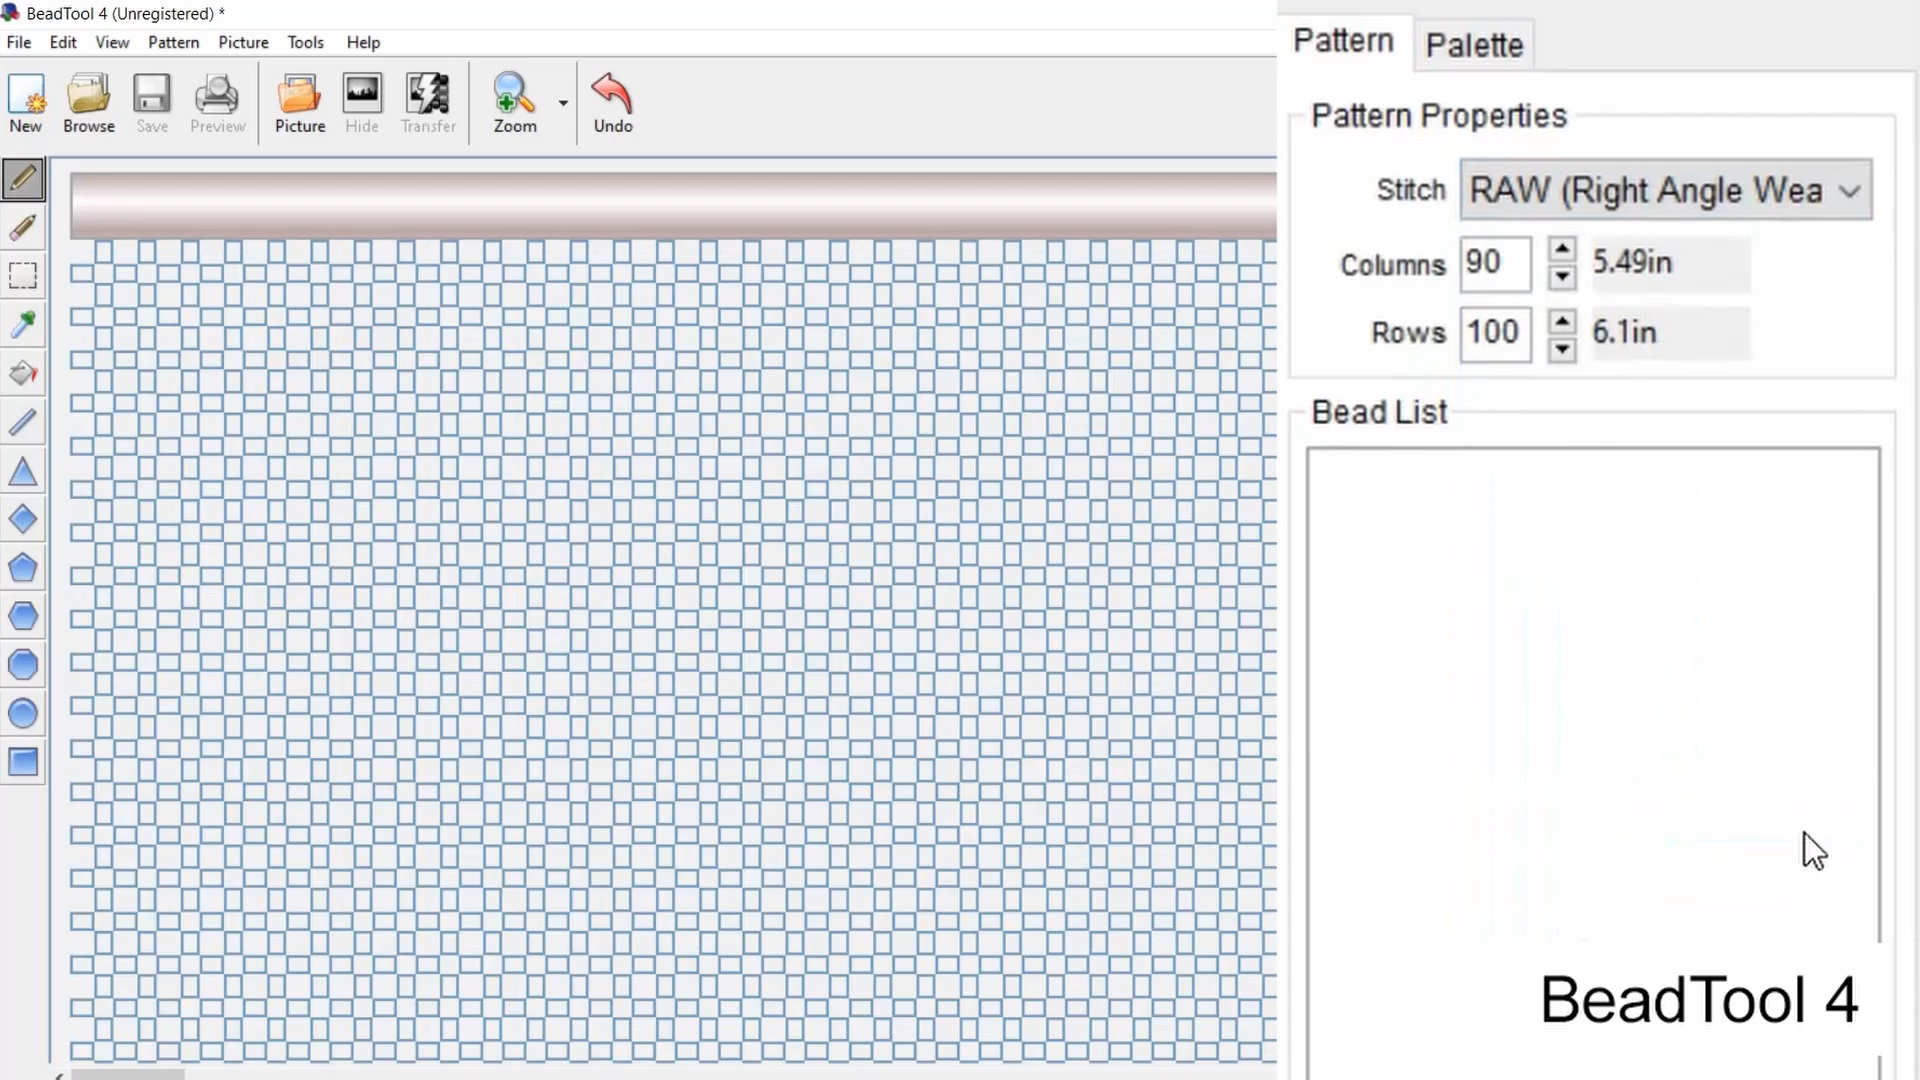 BeadTool 4 (Unregistered) *
File Edit View Pattern Picture Tools Help
New Browse Save Preview Picture Hide Transfer Zoom Undo
Pattern Palette
Pattern Properties
Stitch RAW (Right Angle Wea
Columns 90 5.49in
Rows 100 6.1in
Bead List
BeadTool 4